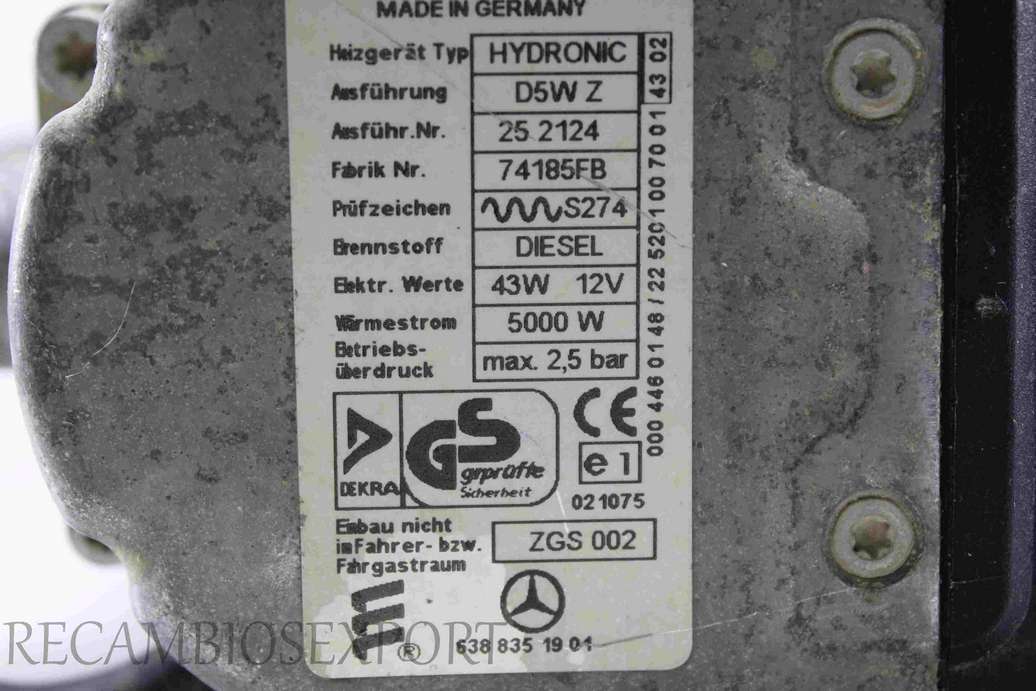 MADE IN GERMANY
Heizgerät Typ HYDRONIC
Ausführung D5W Z
Ausführ.Nr. 25 2124
Fabrik Nr. 74185FB
Prüfzeichen S274
Brennstoff DIESEL
Elektr. Werte 43W 12V
Wärmestrom 5000 W
Betriebs-
überdruck max. 2,5 bar
000 446 01 48 / 22 5201 00 70 01 43 02
DEKRA
GS
geprüfte
Sicherheit
CE
e 1
021075
Einbau nicht
im Fahrer- bzw.
Fahrgastraum
ZGS 002
®
638 835 19 01
RECAMBIOSEXPORT